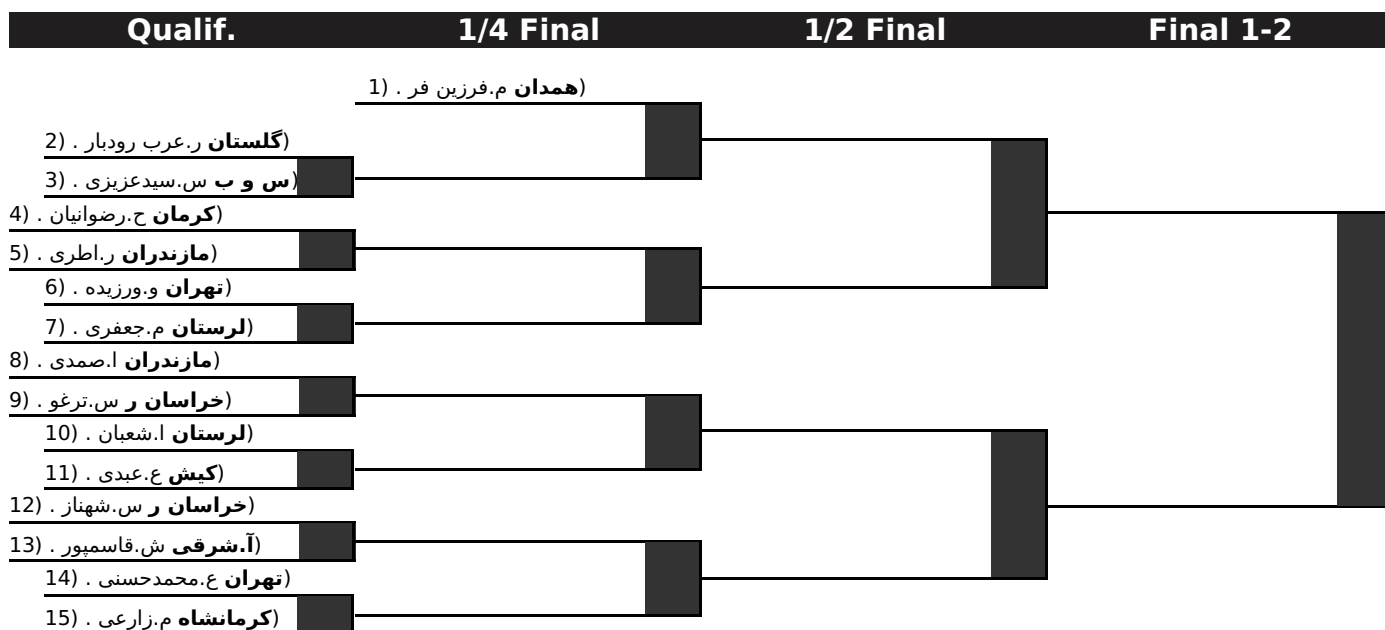 Qualif. 1/4 Final 1/2 Final Final 1-2
1) . م.فرزین فر همدان)
2) . ر.عرب رودبار گلستان)
3) . س.سیدعزیزی س و ب)
4) . ح.رضوانیان کرمان)
5) . ر.اطری مازندران)
6) . و.ورزیده تهران)
7) . م.جعفری لرستان)
8) . ا.صمدی مازندران)
9) . س.ترغو خراسان ر)
10) . ا.شعبان لرستان)
11) . ع.عبدی کیش)
12) . س.شهناز خراسان ر)
13) . ش.قاسمپور آ.شرقی)
14) . ع.محمدحسنی تهران)
15) . م.زارعی کرمانشاه)